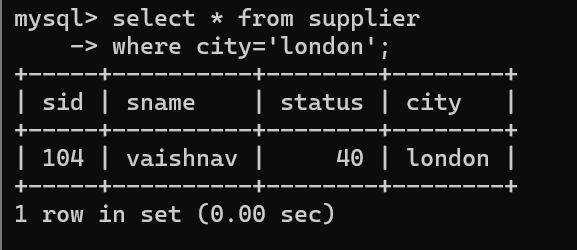 mysql> select * from supplier
    -> where city='london';
+-----+----------+--------+--------+
| sid | sname    | status | city   |
+-----+----------+--------+--------+
| 104 | vaishnav |     40 | london |
+-----+----------+--------+--------+
1 row in set (0.00 sec)